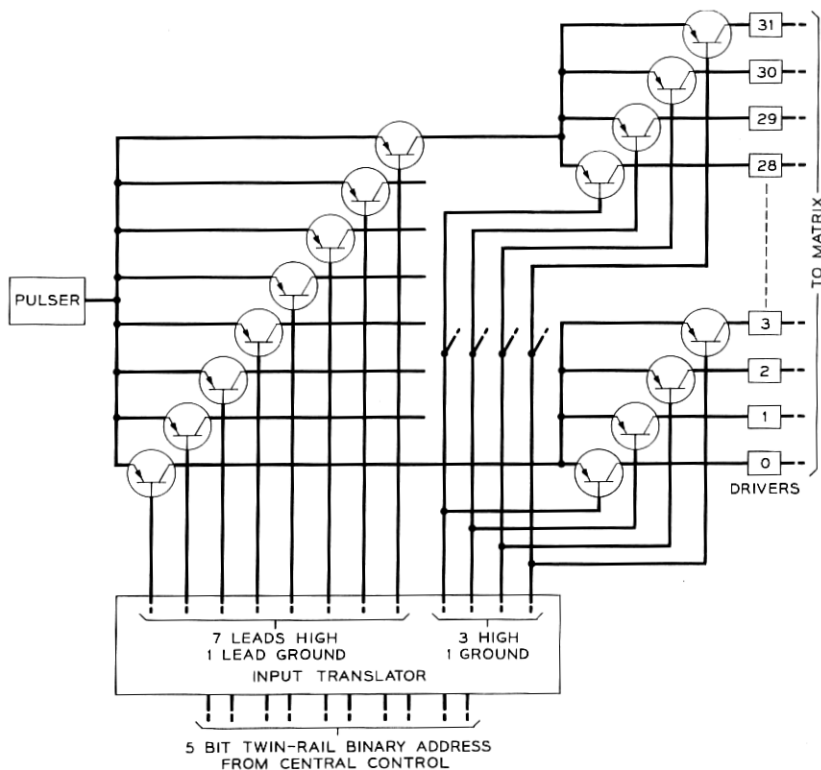 31
30
29
28
TO MATRIX
PULSER
3
2
1
0
DRIVERS
7 LEADS HIGH
1 LEAD GROUND
3 HIGH
1 GROUND
INPUT TRANSLATOR
5 BIT TWIN-RAIL BINARY ADDRESS
FROM CENTRAL CONTROL